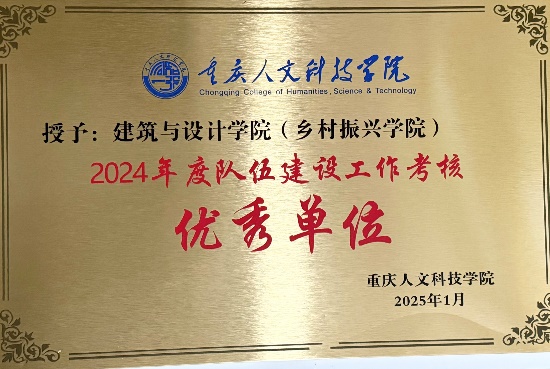 重庆人文科技学院
Chongqing College of Humanities, Science & Technology
授予：建筑与设计学院（乡村振兴学院）
2024年度队伍建设工作考核
优秀单位
重庆人文科技学院
2025年1月